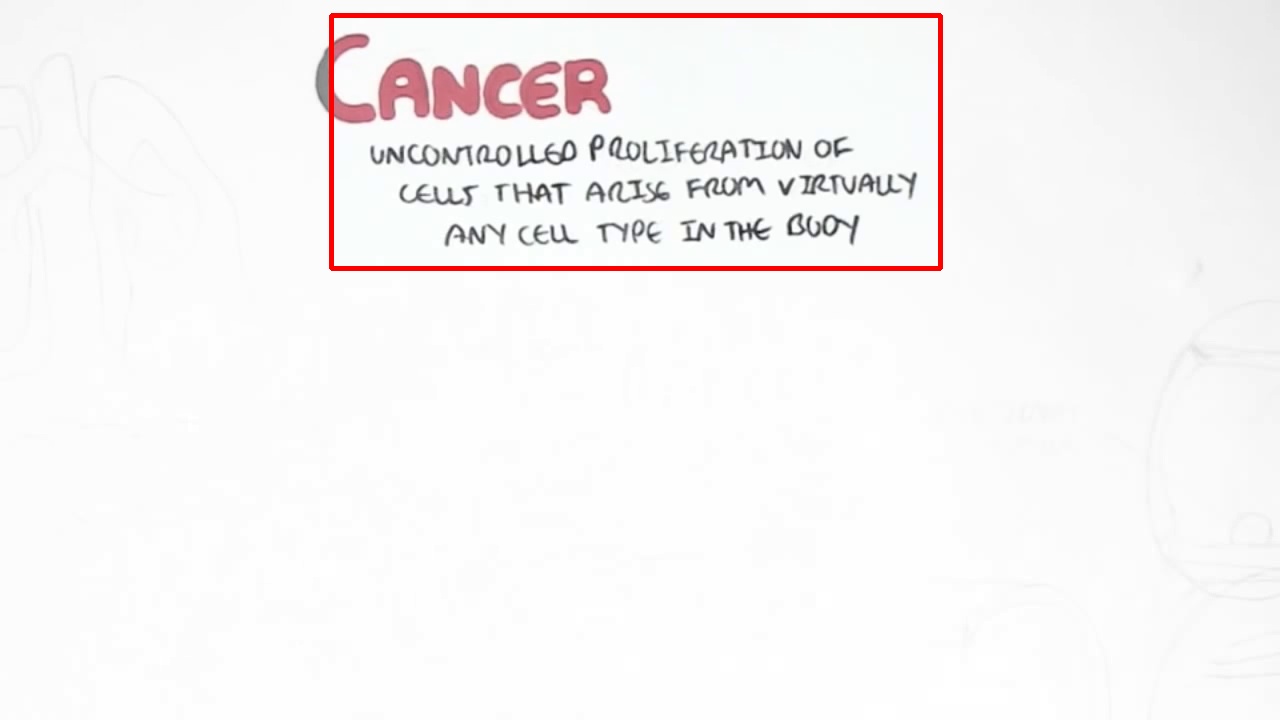 CANCER
UNCONTROLLED PROLIFERATION OF
CELLS THAT ARISE FROM VIRTUALLY
ANY CELL TYPE IN THE BODY